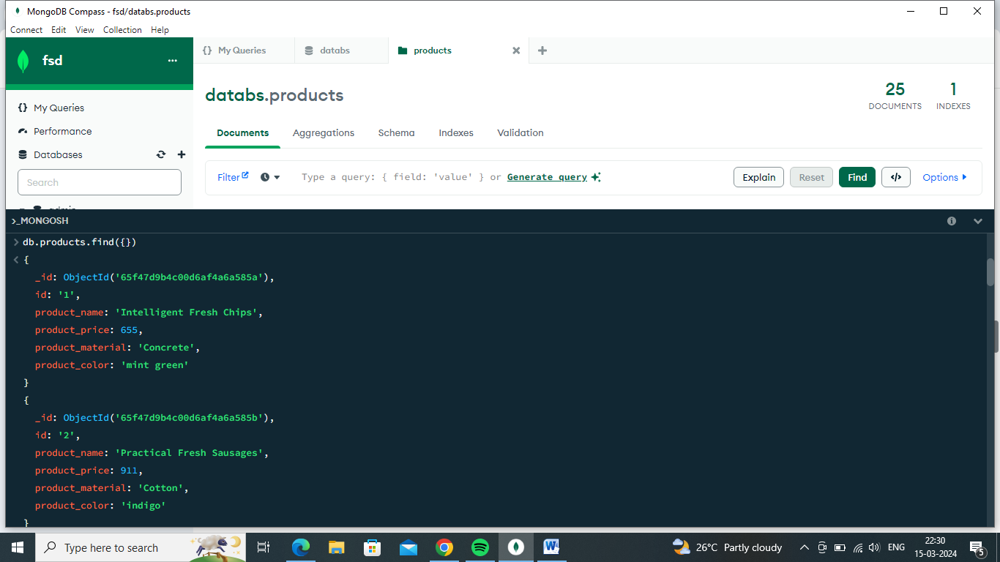 MongoDB Compass - fsd/databs.products
Connect Edit View Collection Help
fsd
My Queries
databs
products
databs.products
25
DOCUMENTS
1
INDEXES
{} My Queries
Performance
Databases
Search
Documents Aggregations Schema Indexes Validation
Filter
Type a query: { field: 'value' } or Generate query
Explain Reset Find </> Options
>_MONGOSH
db.products.find({})
{
_id: ObjectId('65f47d9b4c00d6af4a6a585a'),
id: '1',
product_name: 'Intelligent Fresh Chips',
product_price: 655,
product_material: 'Concrete',
product_color: 'mint green'
}
{
_id: ObjectId('65f47d9b4c00d6af4a6a585b'),
id: '2',
product_name: 'Practical Fresh Sausages',
product_price: 911,
product_material: 'Cotton',
product_color: 'indigo'
}
Type here to search
26°C Partly cloudy
ENG
22:30
15-03-2024
5